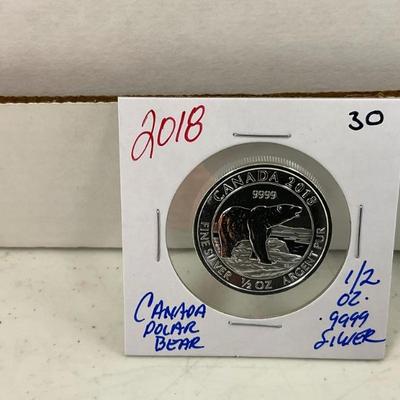 2018
30
CANADA 2018
9999
FINE SILVER 1/2 OZ ARGENT PUR
CANADA
POLAR
BEAR
1/2
OZ.
.9999
SILVER